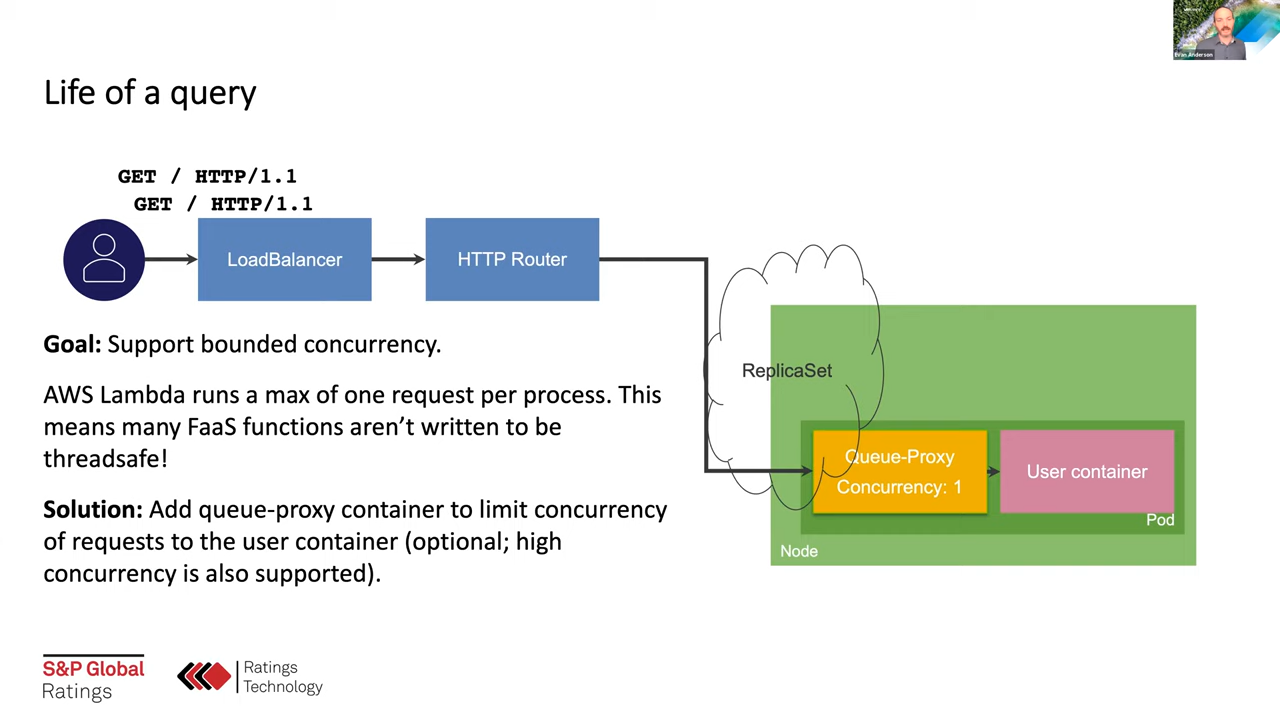 Evan Anderson
Life of a query
GET / HTTP/1.1
GET / HTTP/1.1
LoadBalancer
HTTP Router
Goal: Support bounded concurrency.
AWS Lambda runs a max of one request per process. This
means many FaaS functions aren’t written to be
threadsafe!
Solution: Add queue-proxy container to limit concurrency
of requests to the user container (optional; high
concurrency is also supported).
ReplicaSet
Queue-Proxy
Concurrency: 1
User container
Pod
Node
S&P Global
Ratings
Ratings
Technology